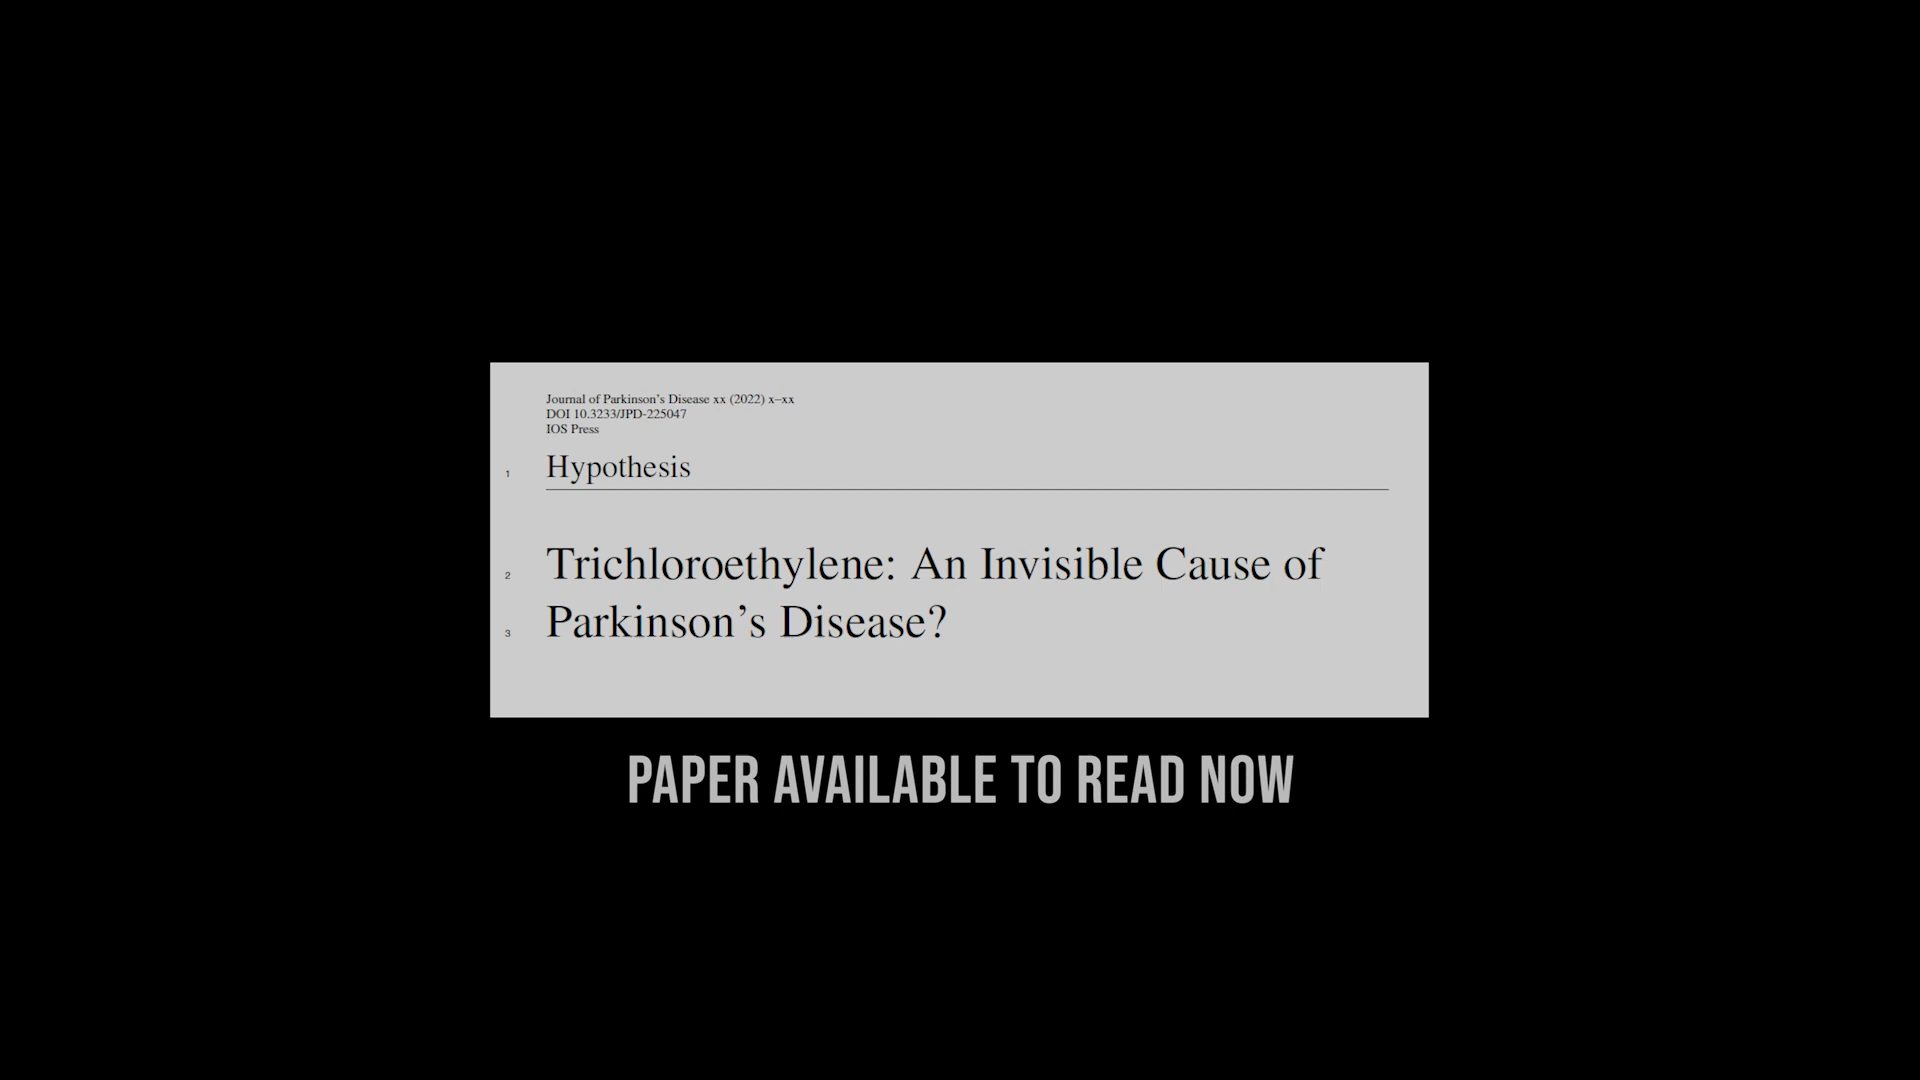 Journal of Parkinson's Disease xx (2022) x–xx
DOI 10.3233/JPD-225047
IOS Press
1 Hypothesis
2 Trichloroethylene: An Invisible Cause of
3 Parkinson's Disease?
PAPER AVAILABLE TO READ NOW